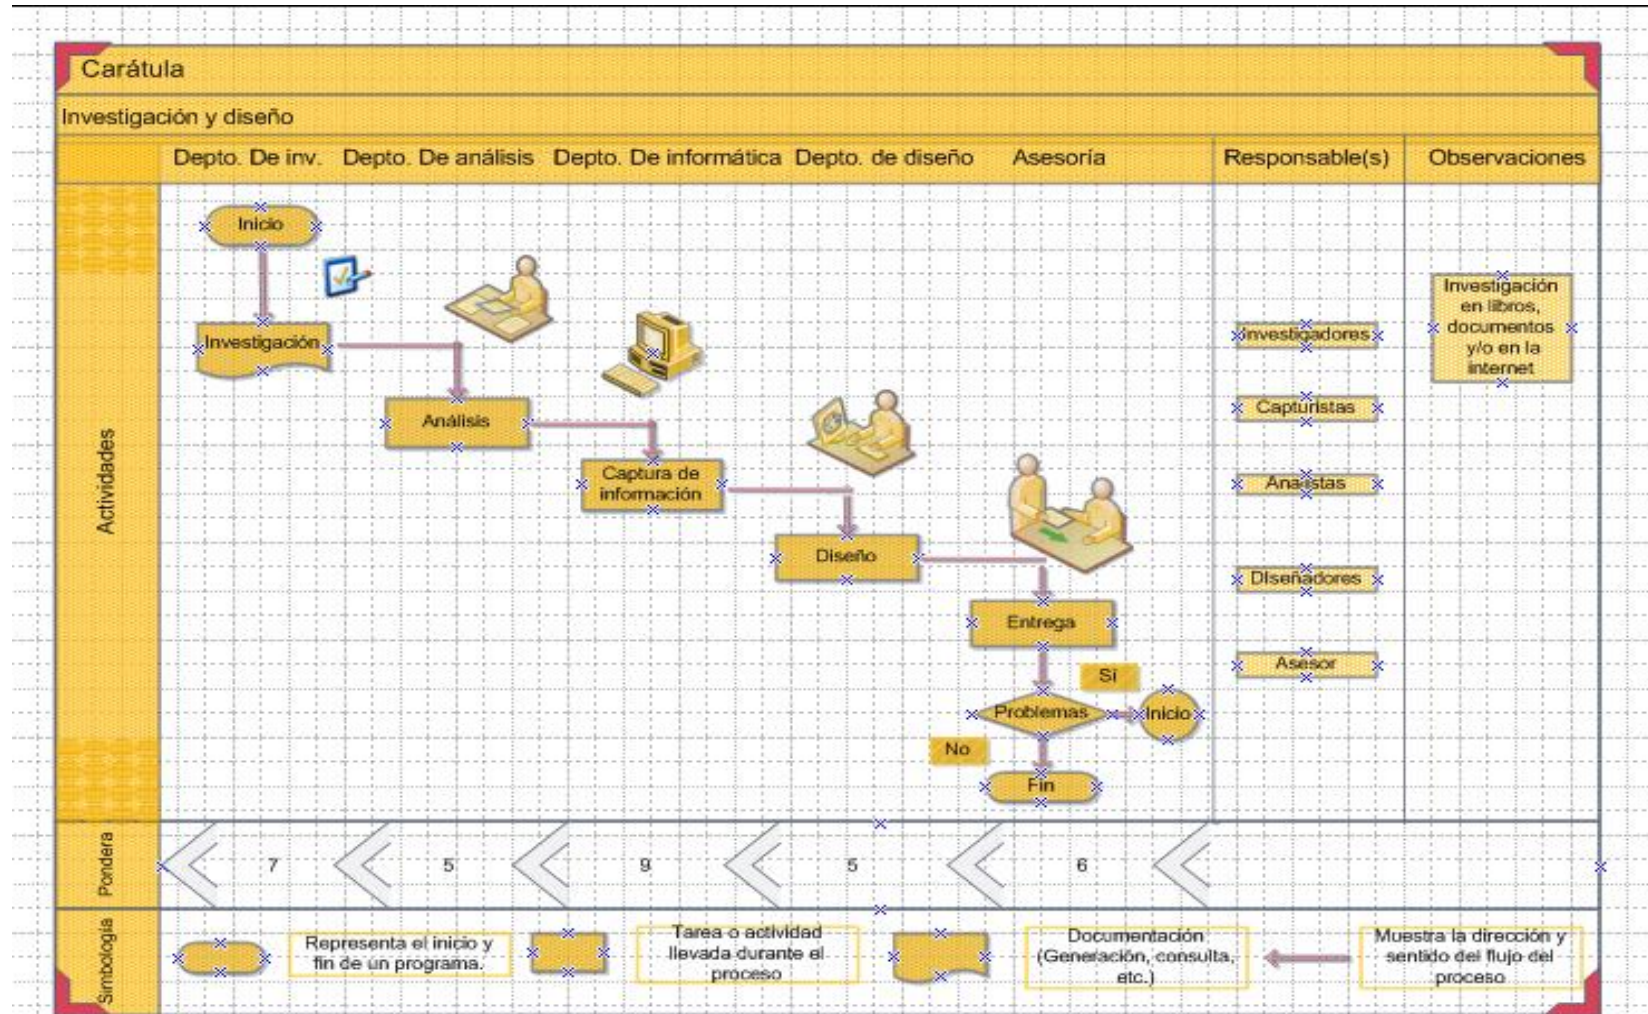 Carátula
Investigación y diseño
Depto. De inv.
Depto. De análisis
Depto. De informática
Depto. de diseño
Asesoría
Responsable(s)
Observaciones
Actividades
Inicio
Investigación
Análisis
Captura de
información
Diseño
Entrega
Si
Problemas
Inicio
No
Fin
Investigadores
Capturistas
Analistas
DIseñadores
Asesor
Investigación
en libros,
documentos
y/o en la
internet
Pondera
7
5
9
5
6
Simbología
Representa el inicio y
fin de un programa.
Tarea o actividad
llevada durante el
proceso
Documentación
(Generación, consulta,
etc.)
Muestra la dirección y
sentido del flujo del
proceso